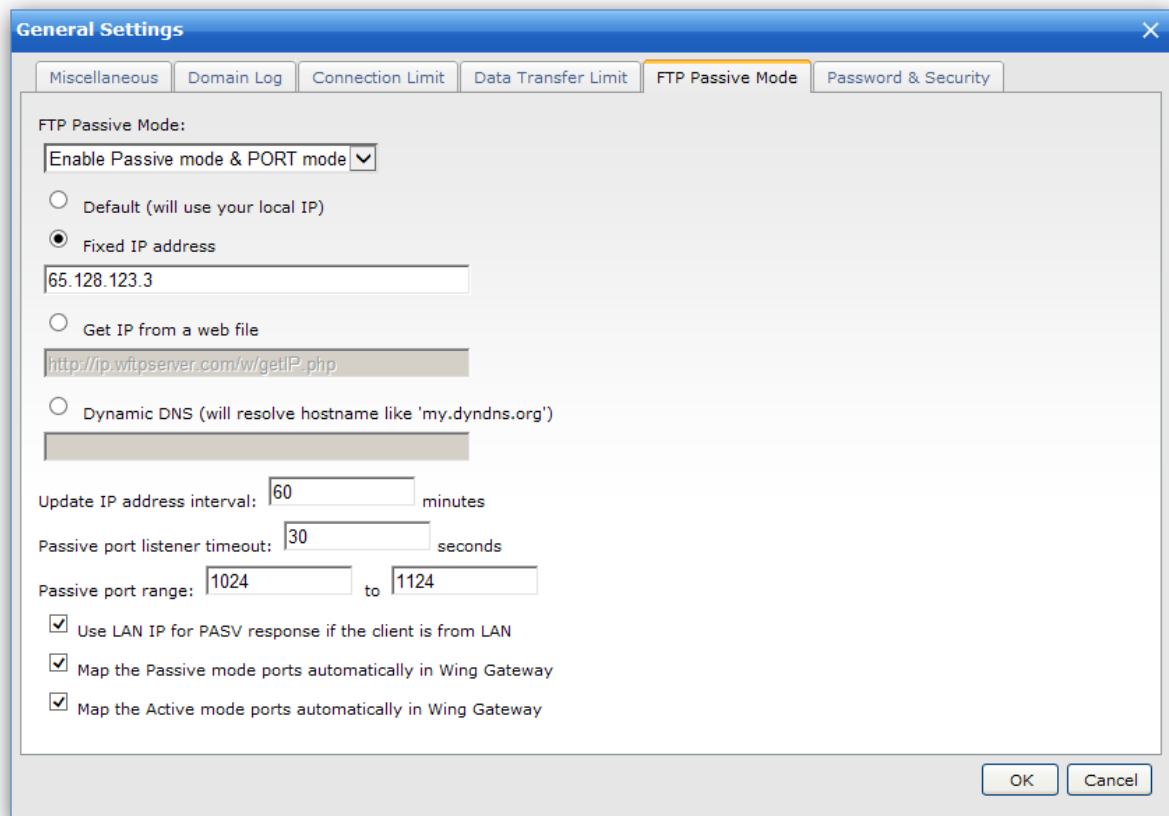 General Settings
Miscellaneous Domain Log Connection Limit Data Transfer Limit FTP Passive Mode Password & Security
FTP Passive Mode:
Enable Passive mode & PORT mode
Default (will use your local IP)
Fixed IP address
65.128.123.3
Get IP from a web file
http://ip.wftpserver.com/w/getIP.php
Dynamic DNS (will resolve hostname like 'my.dyndns.org')
Update IP address interval: 60 minutes
Passive port listener timeout: 30 seconds
Passive port range: 1024 to 1124
Use LAN IP for PASV response if the client is from LAN
Map the Passive mode ports automatically in Wing Gateway
Map the Active mode ports automatically in Wing Gateway
OK Cancel